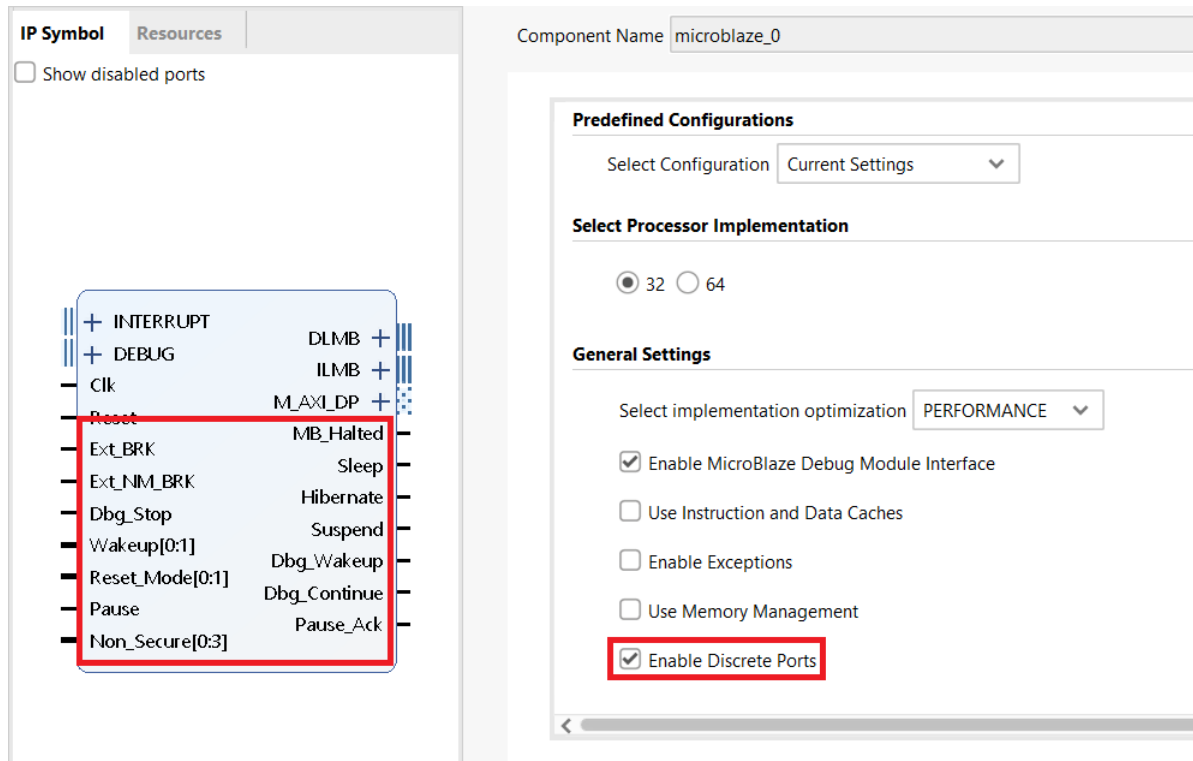 IP Symbol Resources
Show disabled ports
INTERRUPT
DEBUG
Clk
Reset
Ext_BRK
Ext_NM_BRK
Dbg_Stop
Wakeup[0:1]
Reset_Mode[0:1]
Pause
Non_Secure[0:3]
DLMB
ILMB
M_AXI_DP
MB_Halted
Sleep
Hibernate
Suspend
Dbg_Wakeup
Dbg_Continue
Pause_Ack
Component Name microblaze_0
Predefined Configurations
Select Configuration Current Settings
Select Processor Implementation
32 64
General Settings
Select implementation optimization PERFORMANCE
Enable MicroBlaze Debug Module Interface
Use Instruction and Data Caches
Enable Exceptions
Use Memory Management
Enable Discrete Ports